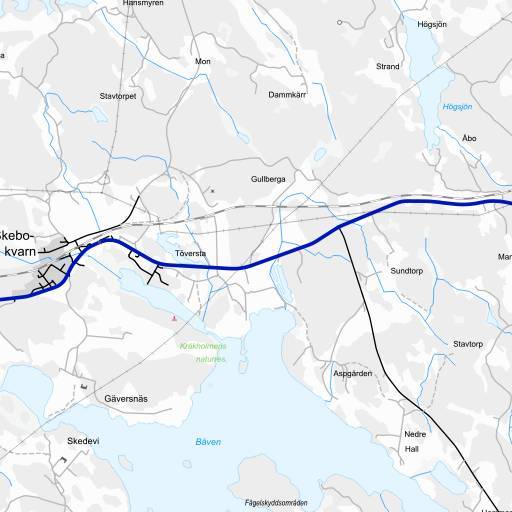 Hansmyren
Högsjön
Mon
Strand
Stavtorpet
Dammkärr
Högsjön
Åbo
Gullberga
Skebo-
kvarn
Töversta
Sundtorp
Kråkholmens
naturres.
Stavtorp
Aspgården
Gäversnäs
Nedre
Hall
Skedevi
Båven
Fågelskyddsområden